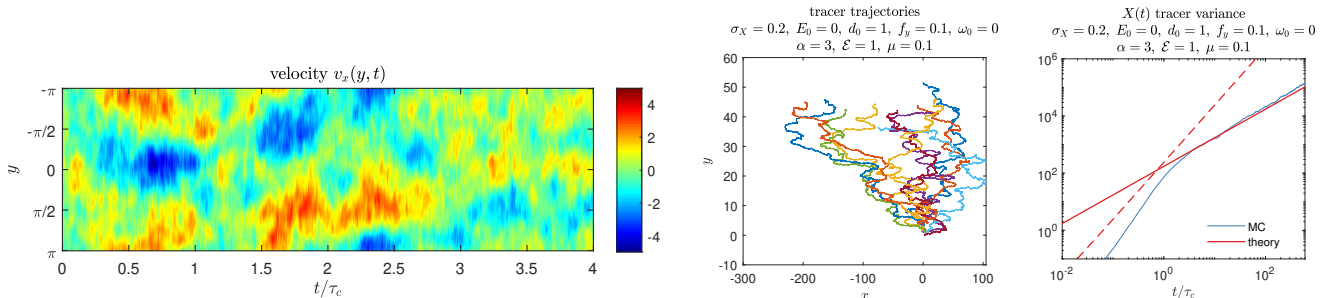 velocity v_x(y, t)
y
-π
-π/2
0
π/2
π
0
0.5
1
1.5
2
2.5
3
3.5
4
t/τ_c
4
2
0
-2
-4
tracer trajectories
σ_X = 0.2, E_0 = 0, d_0 = 1, f_y = 0.1, ω_0 = 0
α = 3, ℰ = 1, μ = 0.1
y
60
50
40
30
20
10
0
-10
-300
-200
-100
0
100
x
X(t) tracer variance
σ_X = 0.2, E_0 = 0, d_0 = 1, f_y = 0.1, ω_0 = 0
α = 3, ℰ = 1, μ = 0.1
10^6
10^4
10^2
10^0
MC
theory
10^-2
10^0
10^2
t/τ_c